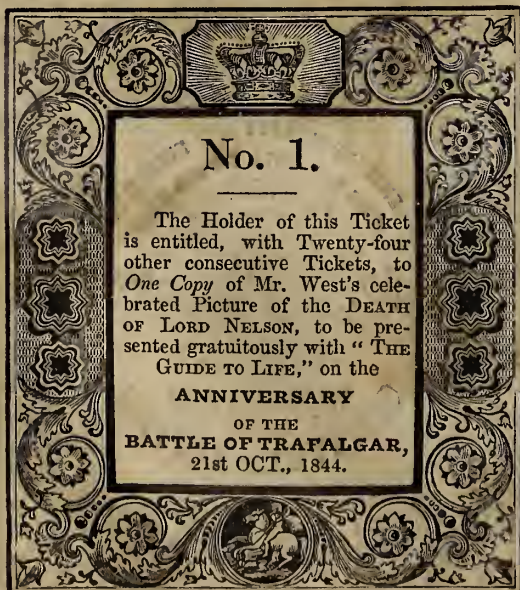 No. 1.
The Holder of this Ticket
is entitled, with Twenty-four
other consecutive Tickets, to
One Copy of Mr. West's cele-
brated Picture of the DEATH
OF LORD NELSON, to be pre-
sented gratuitously with “ THE
GUIDE TO LIFE,” on the
ANNIVERSARY
OF THE
BATTLE OF TRAFALGAR,
21st OCT., 1844.